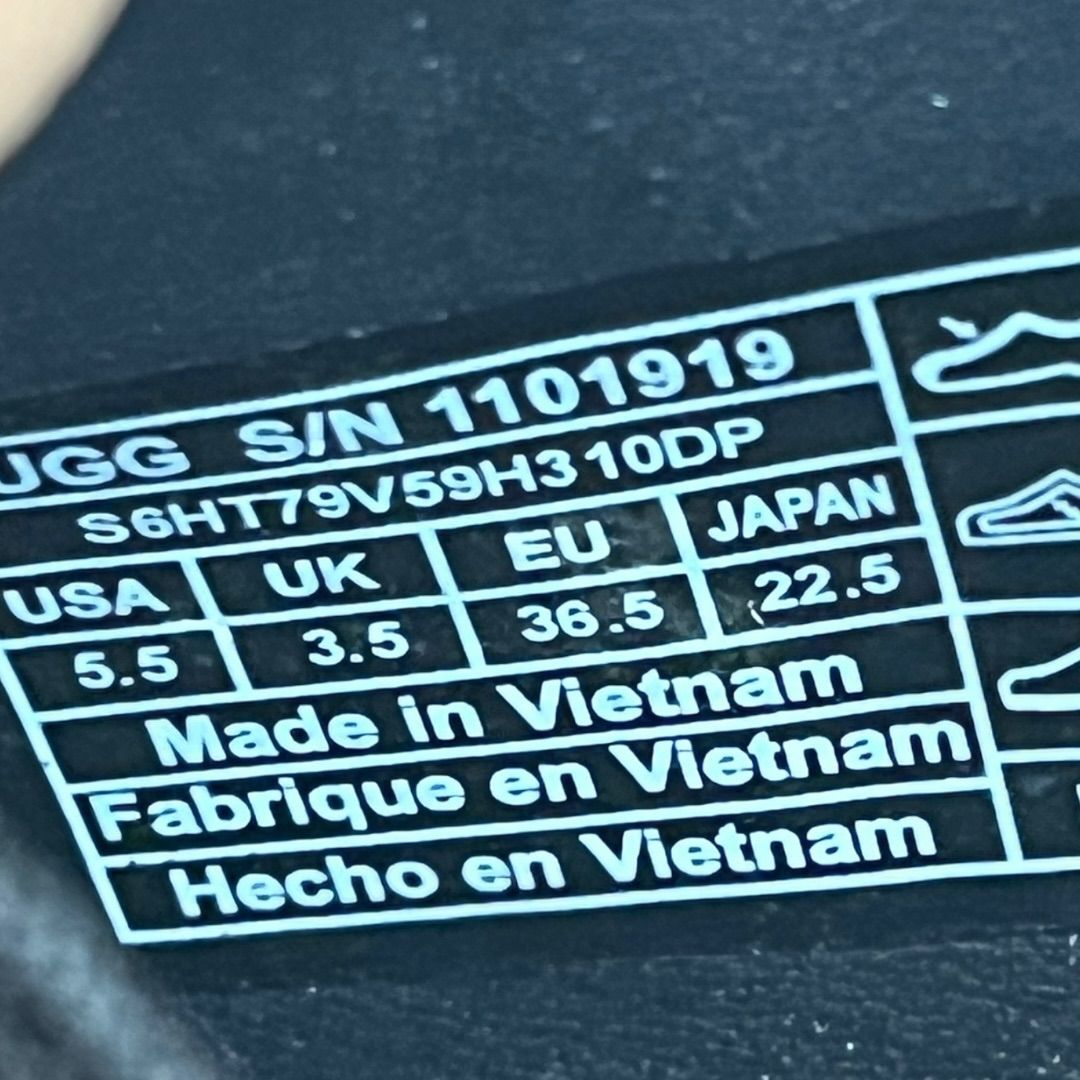 UGG S/N 1101919
S6HT79V59H310DP
USA UK EU JAPAN
5.5 3.5 36.5 22.5
Made in Vietnam
Fabrique en Vietnam
Hecho en Vietnam